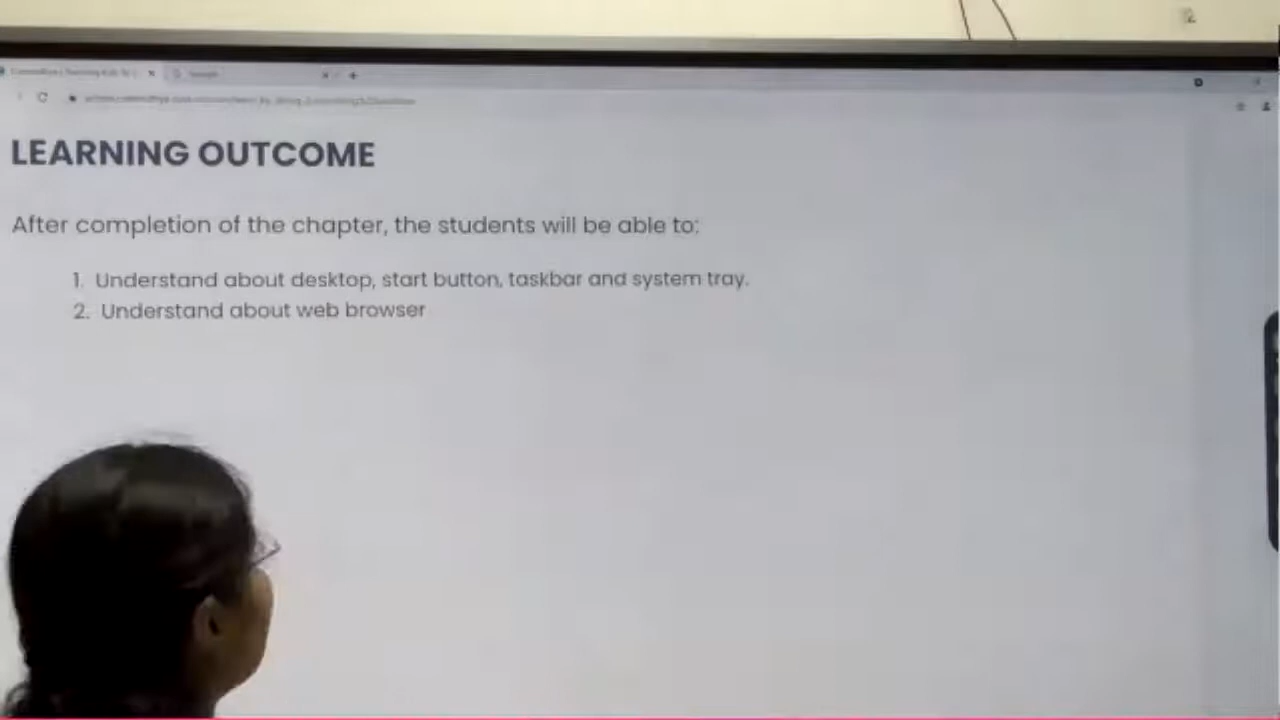 LEARNING OUTCOME
After completion of the chapter, the students will be able to:
1. Understand about desktop, start button, taskbar and system tray.
2. Understand about web browser